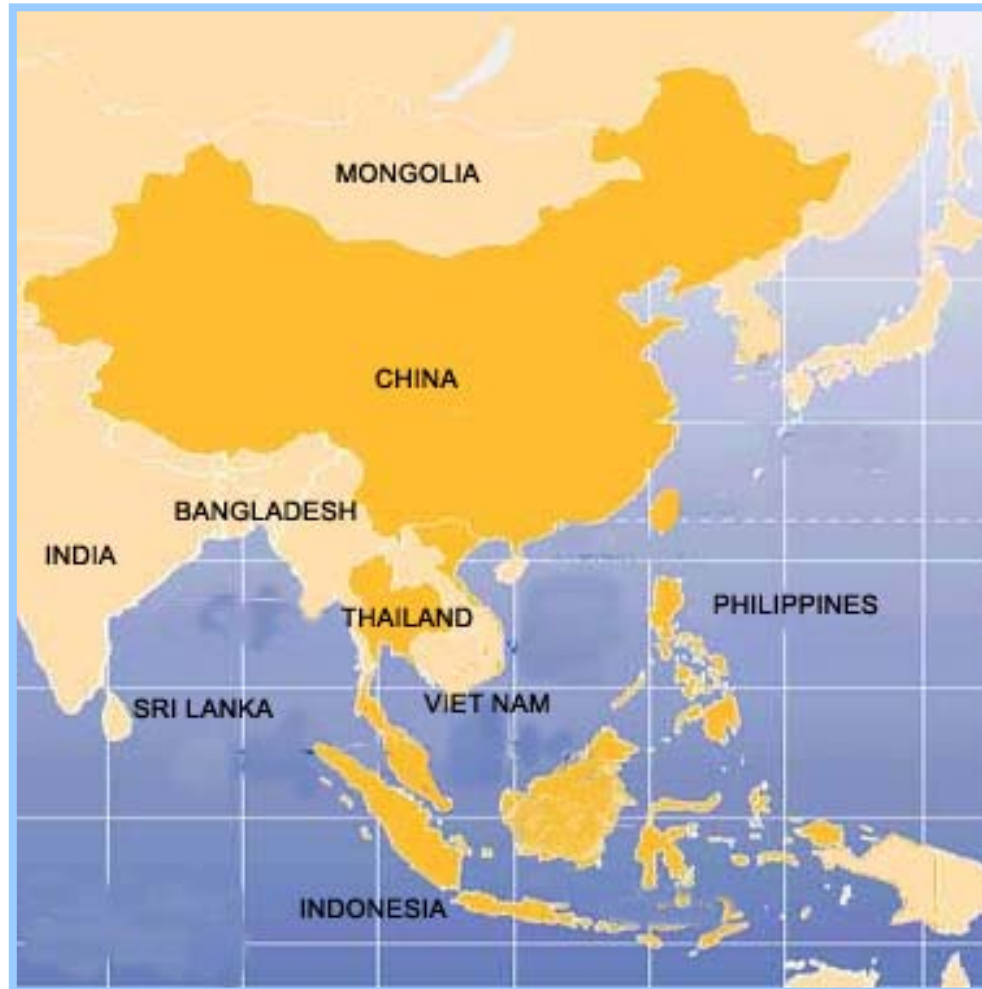 MONGOLIA
CHINA
BANGLADESH
INDIA
THAILAND
PHILIPPINES
SRI LANKA
VIET NAM
INDONESIA